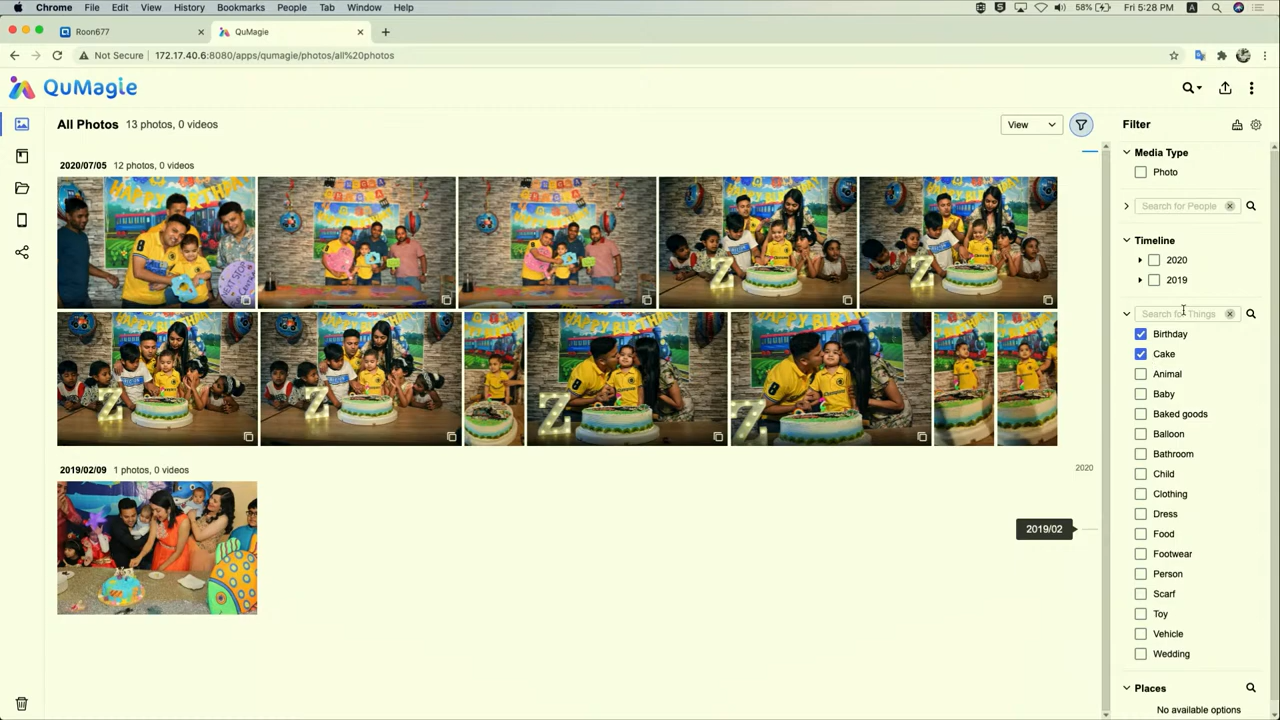 Chrome File Edit View History Bookmarks People Tab Window Help 58% Fri 5:28 PM A
Roon677 QuMagie
Not Secure 172.17.40.6:8080/apps/qumagie/photos/all%20photos
QuMagie
All Photos 13 photos, 0 videos View Filter
Media Type
Photo
Search for People
Timeline
2020
2019
Search for Things
Birthday
Cake
Animal
Baby
Baked goods
Balloon
Bathroom
Child
Clothing
Dress
Food
Footwear
Person
Scarf
Toy
Vehicle
Wedding
Places
No available options
2020/07/05 12 photos, 0 videos
HAPPY BIRTHDAY
2019/02/09 1 photos, 0 videos
2020
2019/02